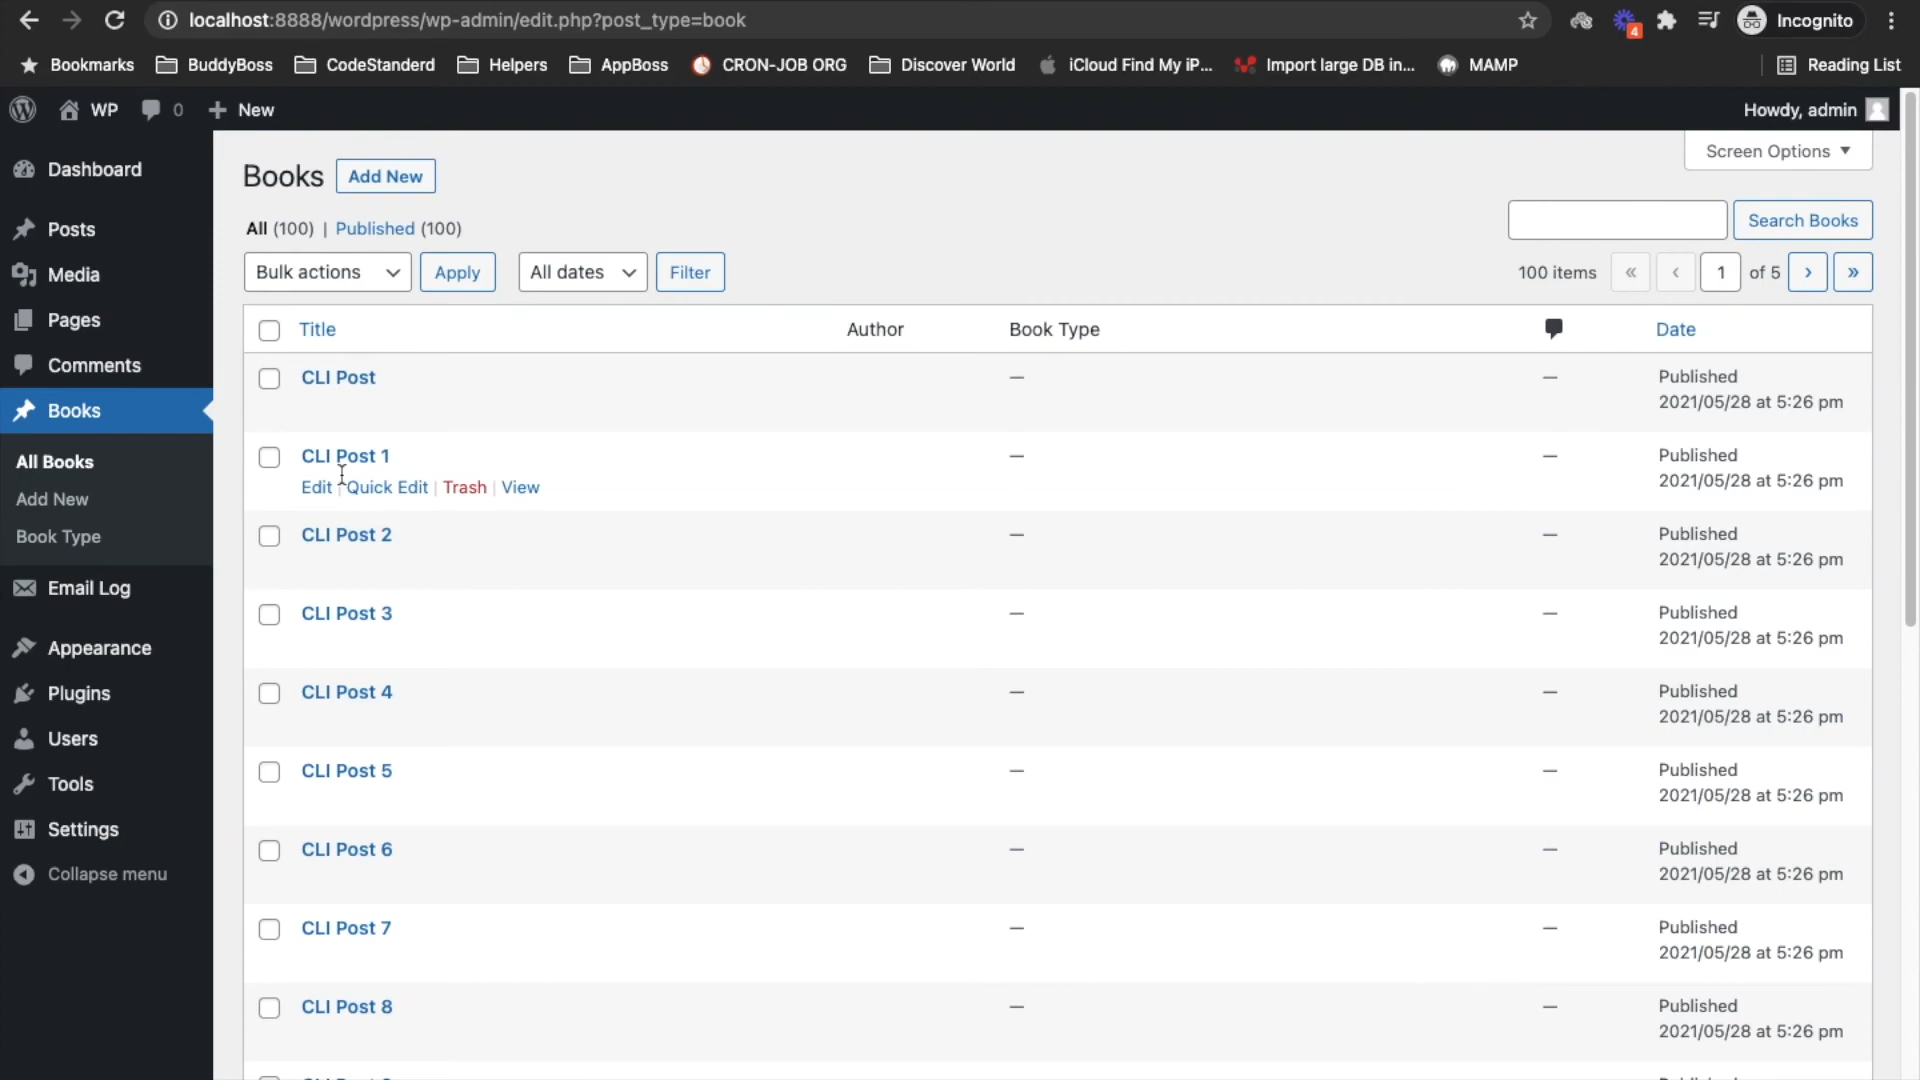 localhost:8888/wordpress/wp-admin/edit.php?post_type=book
4
Incognito
Bookmarks BuddyBoss CodeStanderd Helpers AppBoss CRON-JOB ORG Discover World iCloud Find My iP... Import large DB in... MAMP Reading List
WP 0 New Howdy, admin
Screen Options
Dashboard
Posts
Media
Pages
Comments
Books
All Books
Add New
Book Type
Email Log
Appearance
Plugins
Users
Tools
Settings
Collapse menu
Books Add New
All (100) | Published (100)
Search Books
Bulk actions Apply All dates Filter 100 items « ‹ 1 of 5 › »
Title Author Book Type Date
CLI Post — — Published
2021/05/28 at 5:26 pm
CLI Post 1 — — Published
2021/05/28 at 5:26 pm
Edit | Quick Edit | Trash | View
CLI Post 2 — — Published
2021/05/28 at 5:26 pm
CLI Post 3 — — Published
2021/05/28 at 5:26 pm
CLI Post 4 — — Published
2021/05/28 at 5:26 pm
CLI Post 5 — — Published
2021/05/28 at 5:26 pm
CLI Post 6 — — Published
2021/05/28 at 5:26 pm
CLI Post 7 — — Published
2021/05/28 at 5:26 pm
CLI Post 8 — — Published
2021/05/28 at 5:26 pm